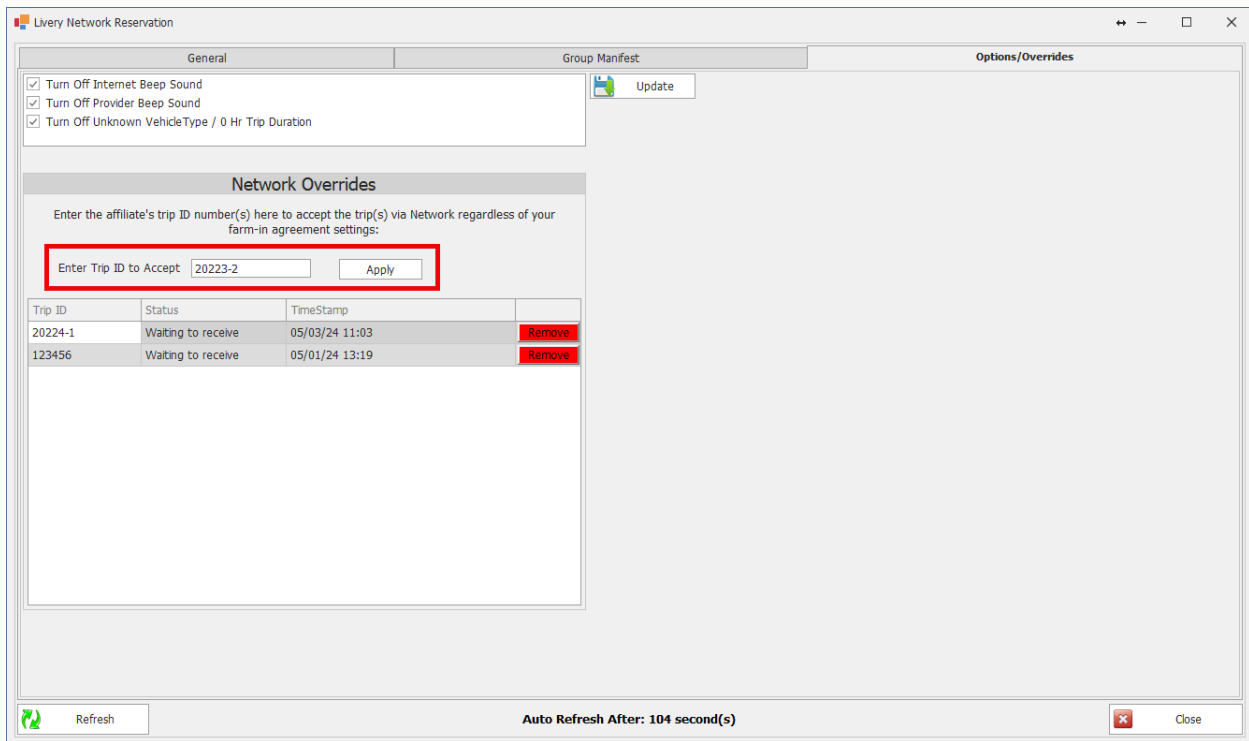 Livery Network Reservation
General
Group Manifest
Options/Overrides
Turn Off Internet Beep Sound
Turn Off Provider Beep Sound
Turn Off Unknown VehicleType / 0 Hr Trip Duration
Update
Network Overrides
Enter the affiliate's trip ID number(s) here to accept the trip(s) via Network regardless of your
farm-in agreement settings:
Enter Trip ID to Accept 20223-2 Apply
Trip ID Status TimeStamp
20224-1 Waiting to receive 05/03/24 11:03 Remove
123456 Waiting to receive 05/01/24 13:19 Remove
Refresh
Auto Refresh After: 104 second(s)
Close